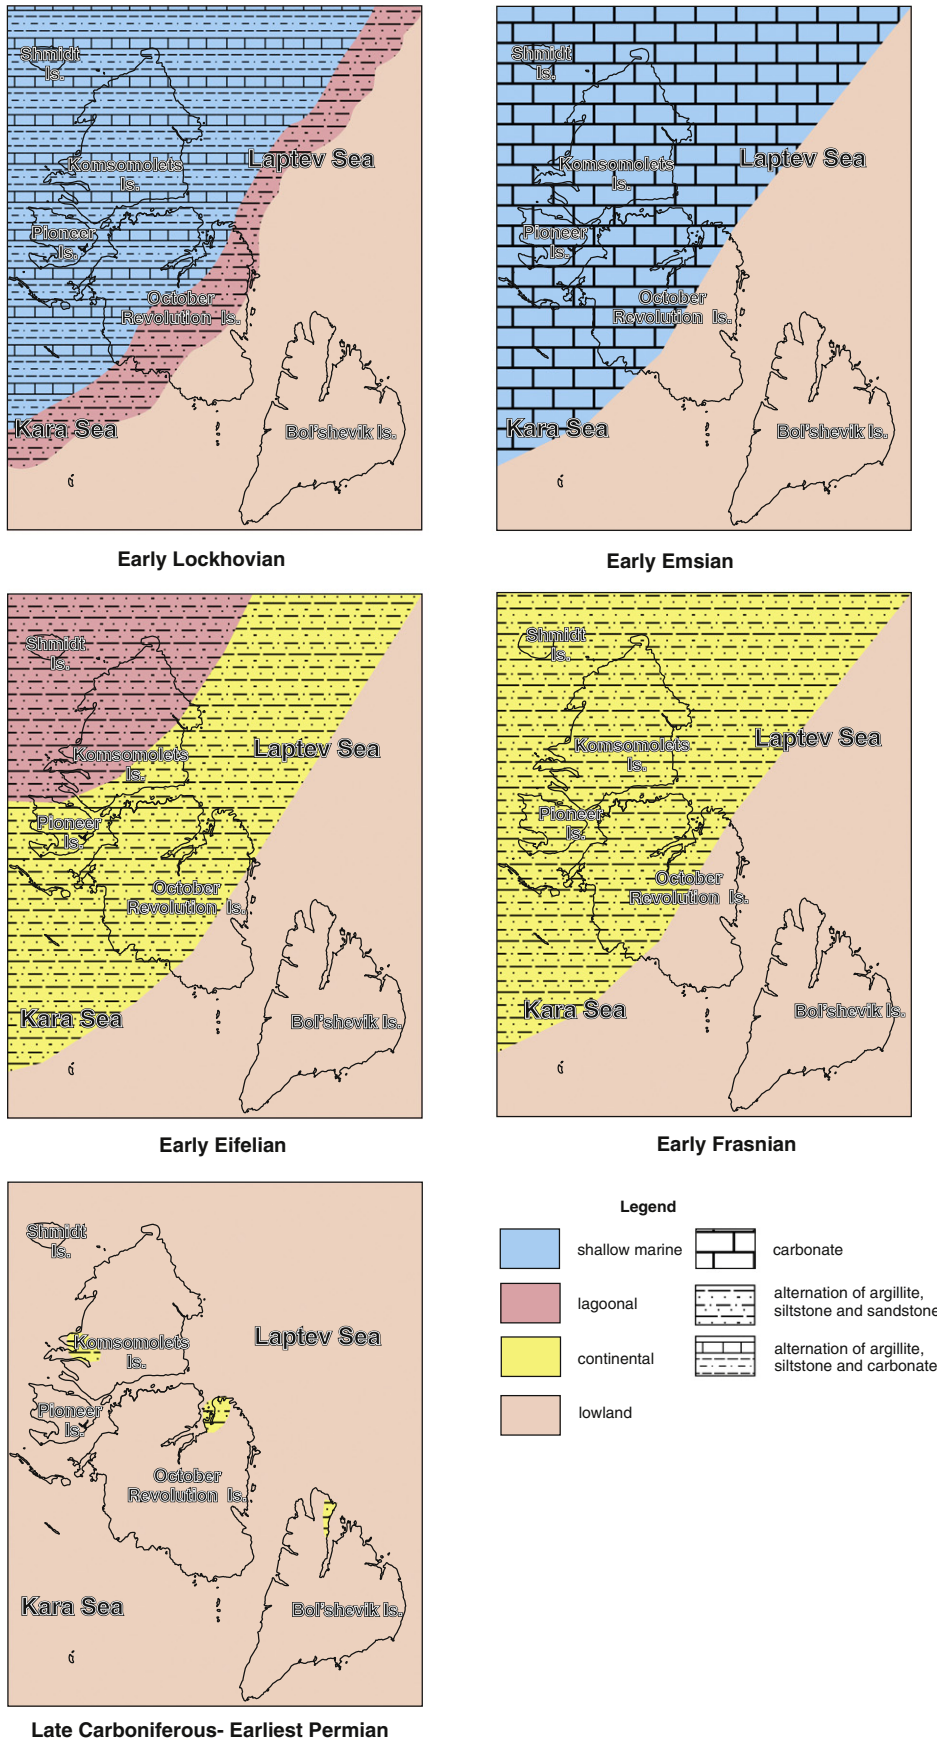 Shmidt
Is.
Komsomolets
Is.
Laptev Sea
Pioneer
Is.
October
Revolution Is.
Kara Sea
Bol'shevik Is.
Early Lockhovian
Shmidt
Is.
Komsomolets
Is.
Laptev Sea
Pioneer
Is.
October
Revolution Is.
Kara Sea
Bol'shevik Is.
Early Emsian
Shmidt
Is.
Komsomolets
Is.
Laptev Sea
Pioneer
Is.
October
Revolution Is.
Kara Sea
Bol'shevik Is.
Early Eifelian
Shmidt
Is.
Komsomolets
Is.
Laptev Sea
Pioneer
Is.
October
Revolution Is.
Kara Sea
Bol'shevik Is.
Early Frasnian
Shmidt
Is.
Komsomolets
Is.
Laptev Sea
Pioneer
Is.
October
Revolution Is.
Kara Sea
Bol'shevik Is.
Late Carboniferous- Earliest Permian
Legend
shallow marine
lagoonal
continental
lowland
carbonate
alternation of argillite,
siltstone and sandstone
alternation of argillite,
siltstone and carbonate